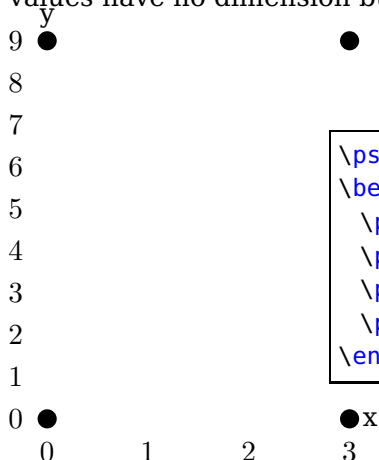 values have no dimension bu
y
9
8
7
6
5
4
3
2
1
0
x
0 1 2 3
\ps
\be
\p
\p
\p
\p
\en